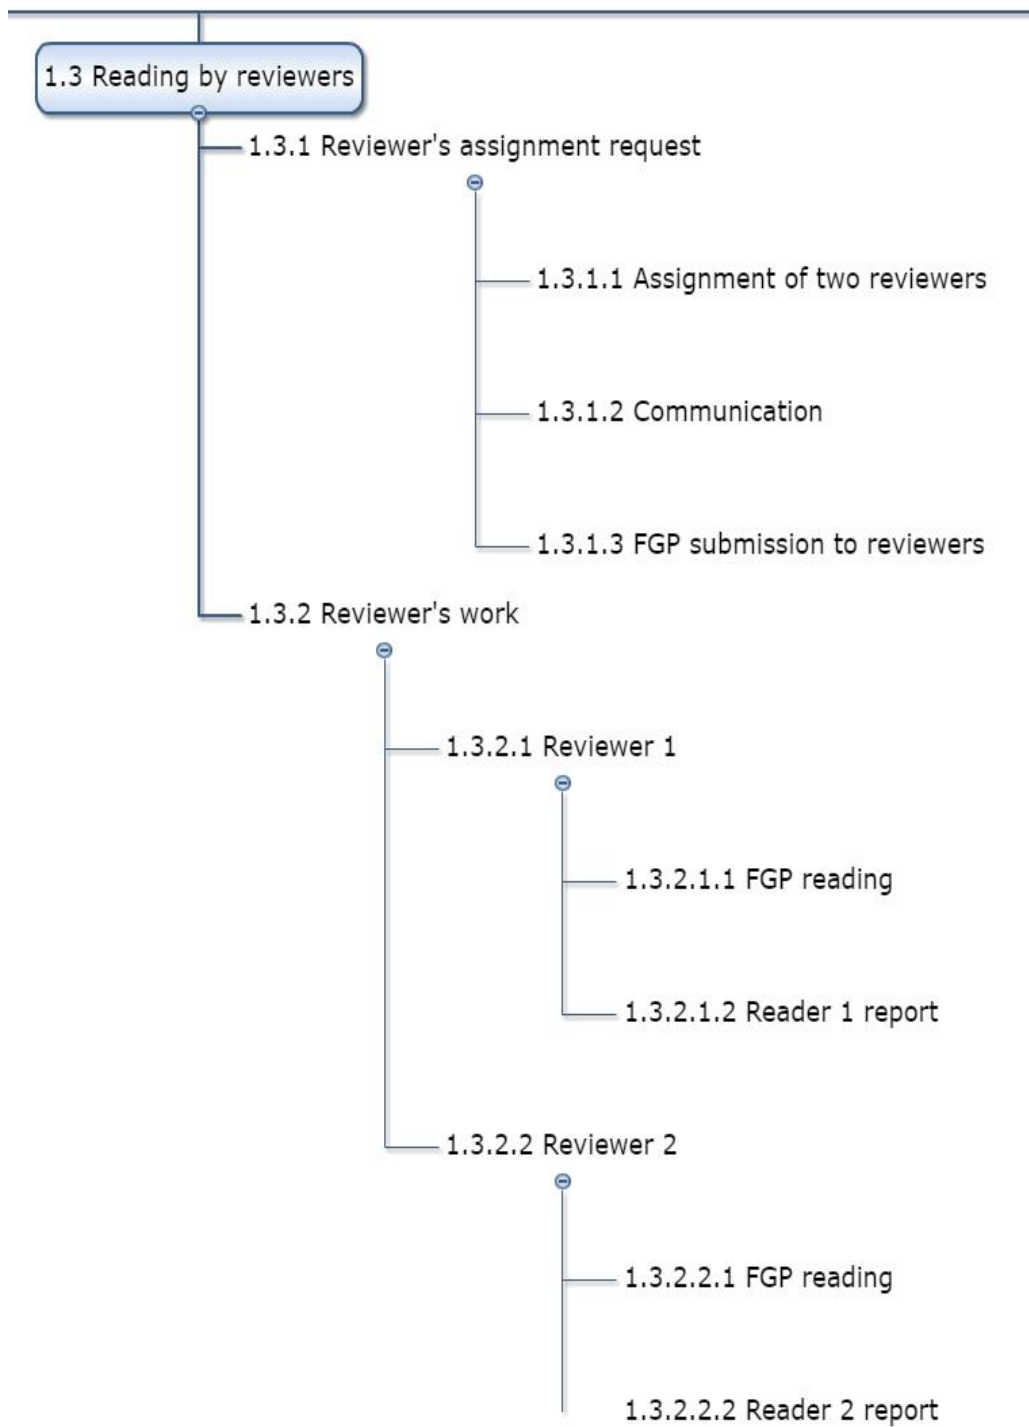 1.3 Reading by reviewers
1.3.1 Reviewer's assignment request
1.3.1.1 Assignment of two reviewers
1.3.1.2 Communication
1.3.1.3 FGP submission to reviewers
1.3.2 Reviewer's work
1.3.2.1 Reviewer 1
1.3.2.1.1 FGP reading
1.3.2.1.2 Reader 1 report
1.3.2.2 Reviewer 2
1.3.2.2.1 FGP reading
1.3.2.2.2 Reader 2 report